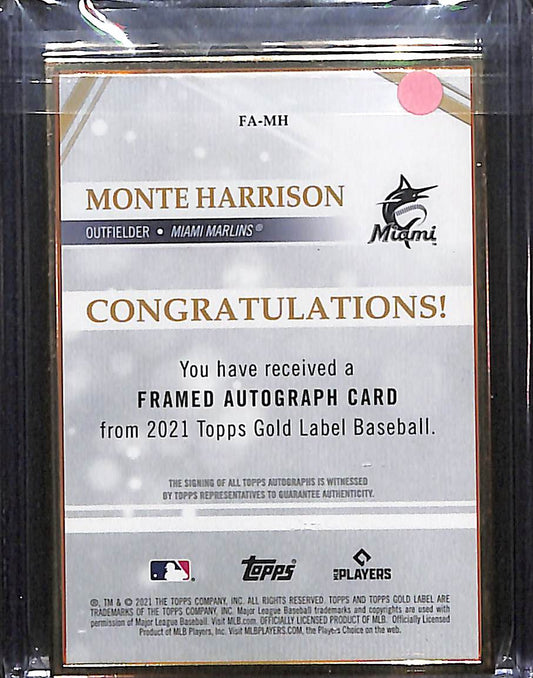 FA-MH
MONTE HARRISON
OUTFIELDER • MIAMI MARLINS®
Miami
CONGRATULATIONS!
You have received a
FRAMED AUTOGRAPH CARD
from 2021 Topps Gold Label Baseball.
THE SIGNING OF ALL TOPPS AUTOGRAPHS IS WITNESSED
BY TOPPS REPRESENTATIVES TO GUARANTEE AUTHENTICITY.
topps
MLB PLAYERS
®, TM & © 2021 THE TOPPS COMPANY, INC. ALL RIGHTS RESERVED. TOPPS AND TOPPS GOLD LABEL ARE
TRADEMARKS OF THE TOPPS COMPANY, INC. Major League Baseball trademarks and copyrights are used with
permission of Major League Baseball. Visit MLB.com. OFFICIALLY LICENSED PRODUCT OF MLB. Officially Licensed
Product of MLB Players, Inc. Visit MLBPLAYERS.COM, the Players Choice on the web.